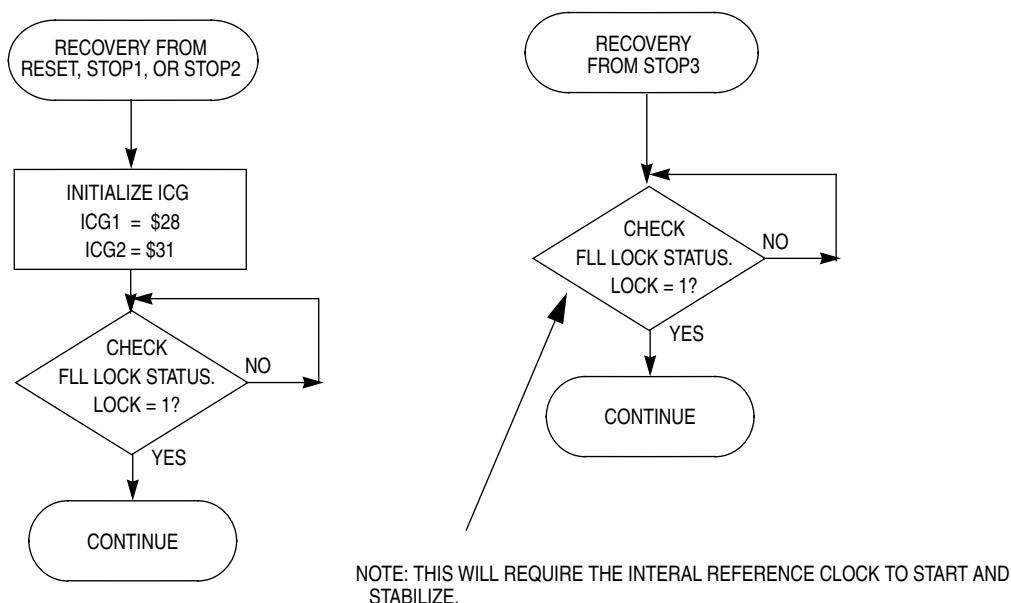 RECOVERY FROM
RESET, STOP1, OR STOP2
INITIALIZE ICG
ICG1 = $28
ICG2 = $31
CHECK
FLL LOCK STATUS.
LOCK = 1?
NO
YES
CONTINUE
RECOVERY
FROM STOP3
CHECK
FLL LOCK STATUS.
LOCK = 1?
NO
YES
CONTINUE
NOTE: THIS WILL REQUIRE THE INTERAL REFERENCE CLOCK TO START AND
STABILIZE.